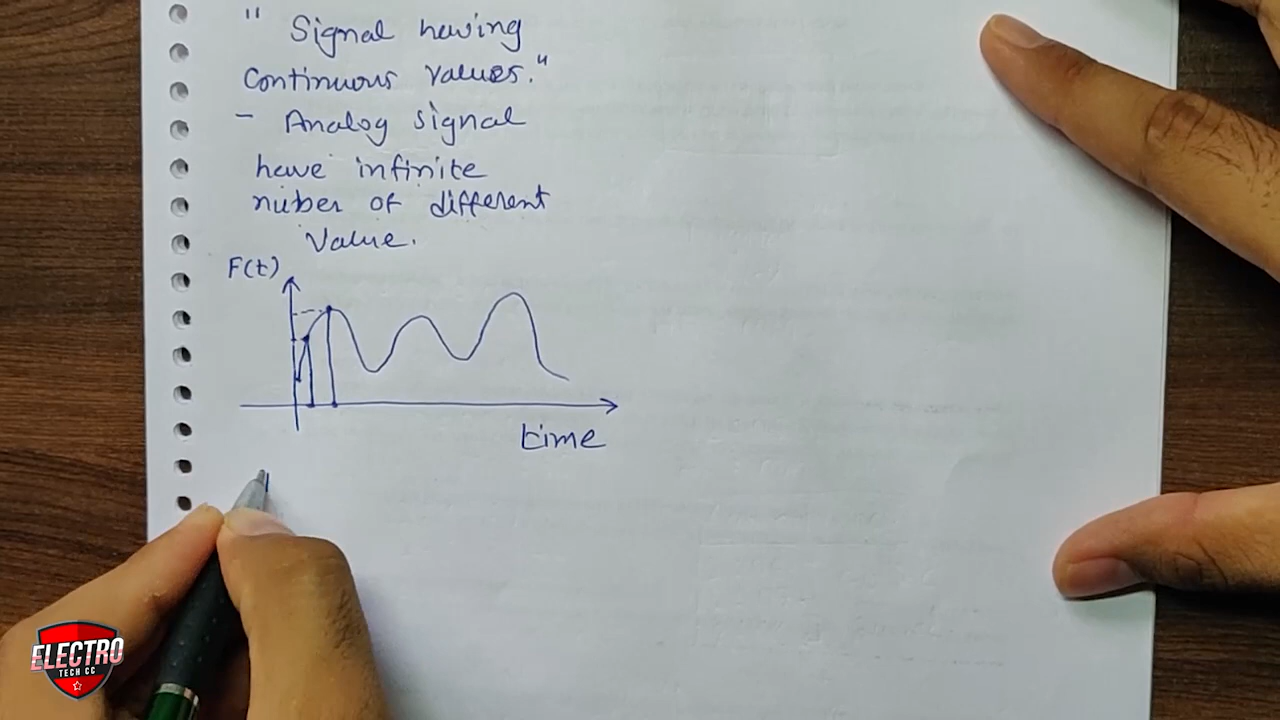 " Signal having
Continuous values."
- Analog signal
have infinite
nuber of different
Value.
F(t)
time
ELECTRO
TECH CC